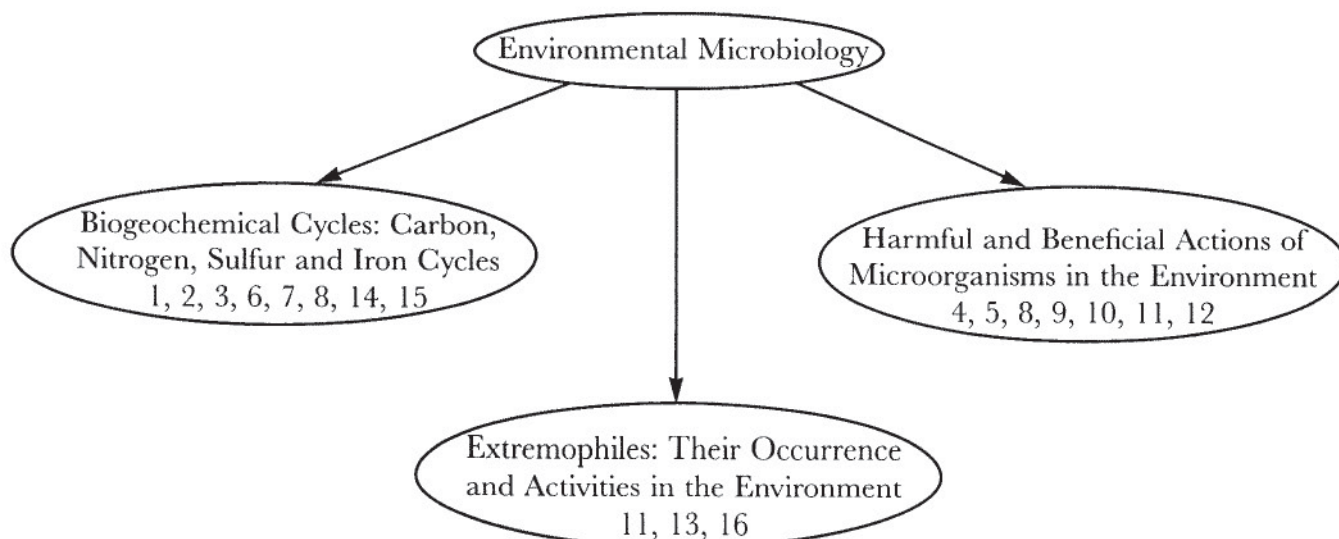 Environmental Microbiology
Biogeochemical Cycles: Carbon,
Nitrogen, Sulfur and Iron Cycles
1, 2, 3, 6, 7, 8, 14, 15
Harmful and Beneficial Actions of
Microorganisms in the Environment
4, 5, 8, 9, 10, 11, 12
Extremophiles: Their Occurrence
and Activities in the Environment
11, 13, 16